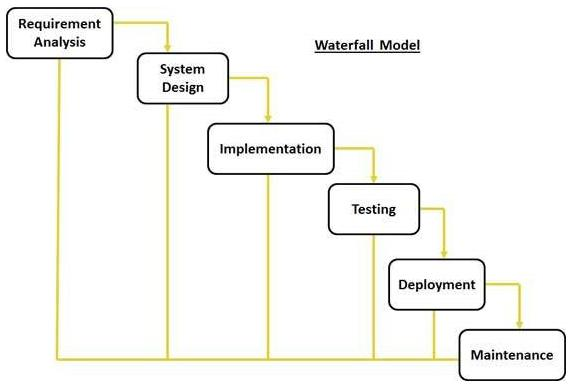 Requirement
Analysis
Waterfall Model
System
Design
Implementation
Testing
Deployment
Maintenance